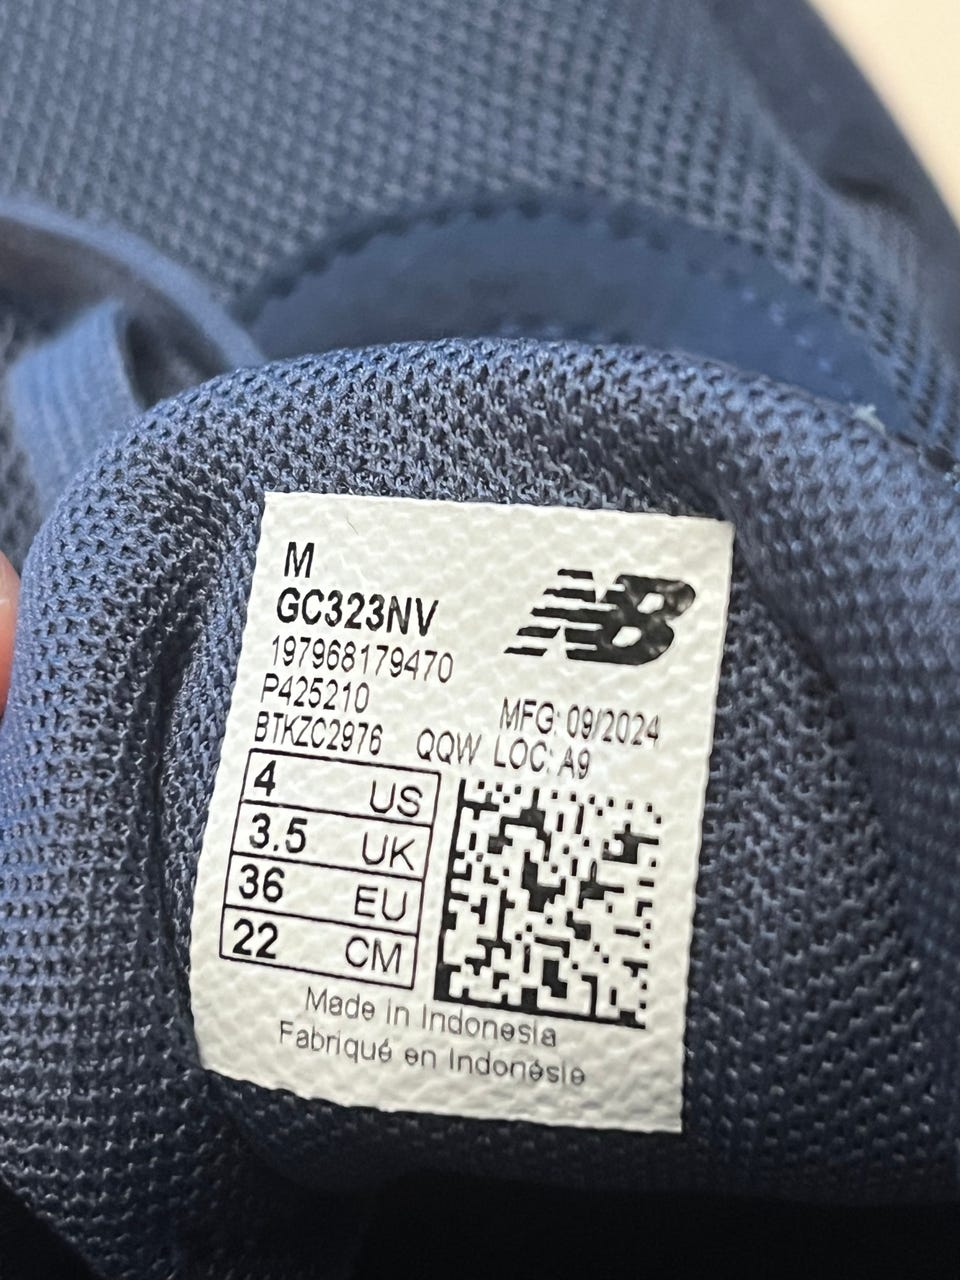 M
GC323NV
NB
197968179470
P425210
MFG: 09/2024
BTKZC2976 QQW LOC: A9
4 US
3.5 UK
36 EU
22 CM
Made in Indonesia
Fabriqué en Indonésie